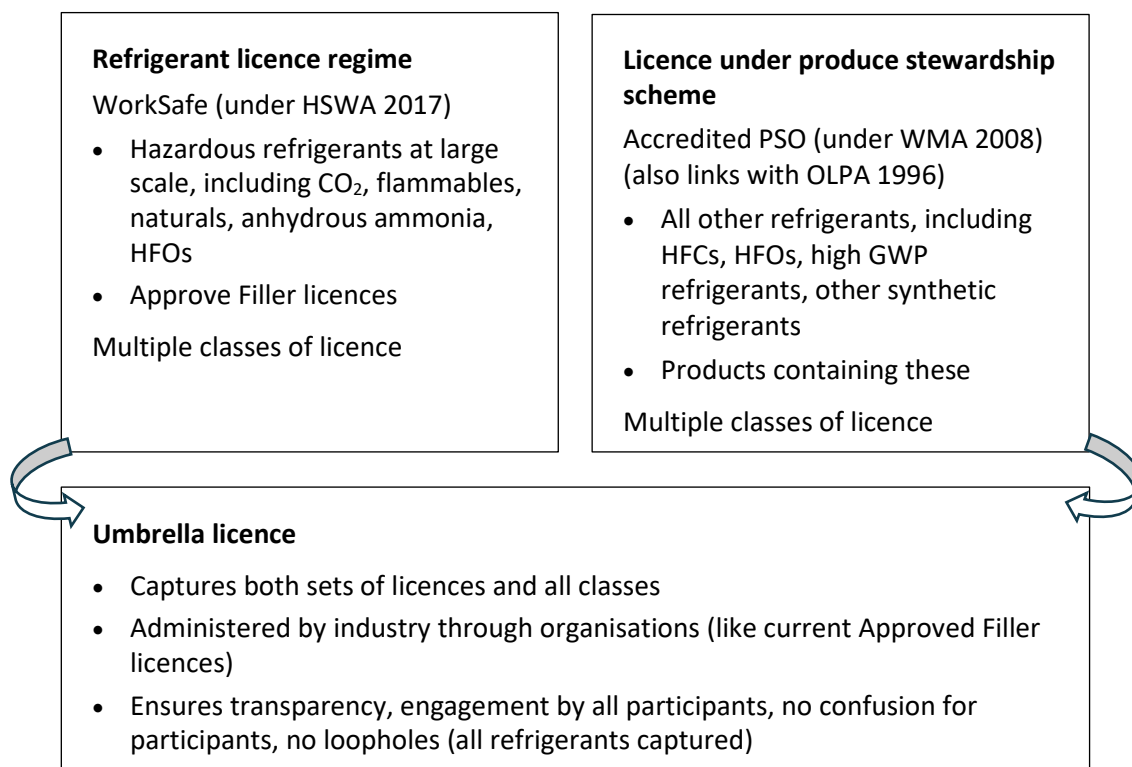 Refrigerant licence regime
WorkSafe (under HSWA 2017)
• Hazardous refrigerants at large
scale, including CO₂, flammables,
naturals, anhydrous ammonia,
HFOs
• Approve Filler licences
Multiple classes of licence
Licence under produce stewardship
scheme
Accredited PSO (under WMA 2008)
(also links with OLPA 1996)
• All other refrigerants, including
HFCs, HFOs, high GWP
refrigerants, other synthetic
refrigerants
• Products containing these
Multiple classes of licence
Umbrella licence
• Captures both sets of licences and all classes
• Administered by industry through organisations (like current Approved Filler
licences)
• Ensures transparency, engagement by all participants, no confusion for
participants, no loopholes (all refrigerants captured)